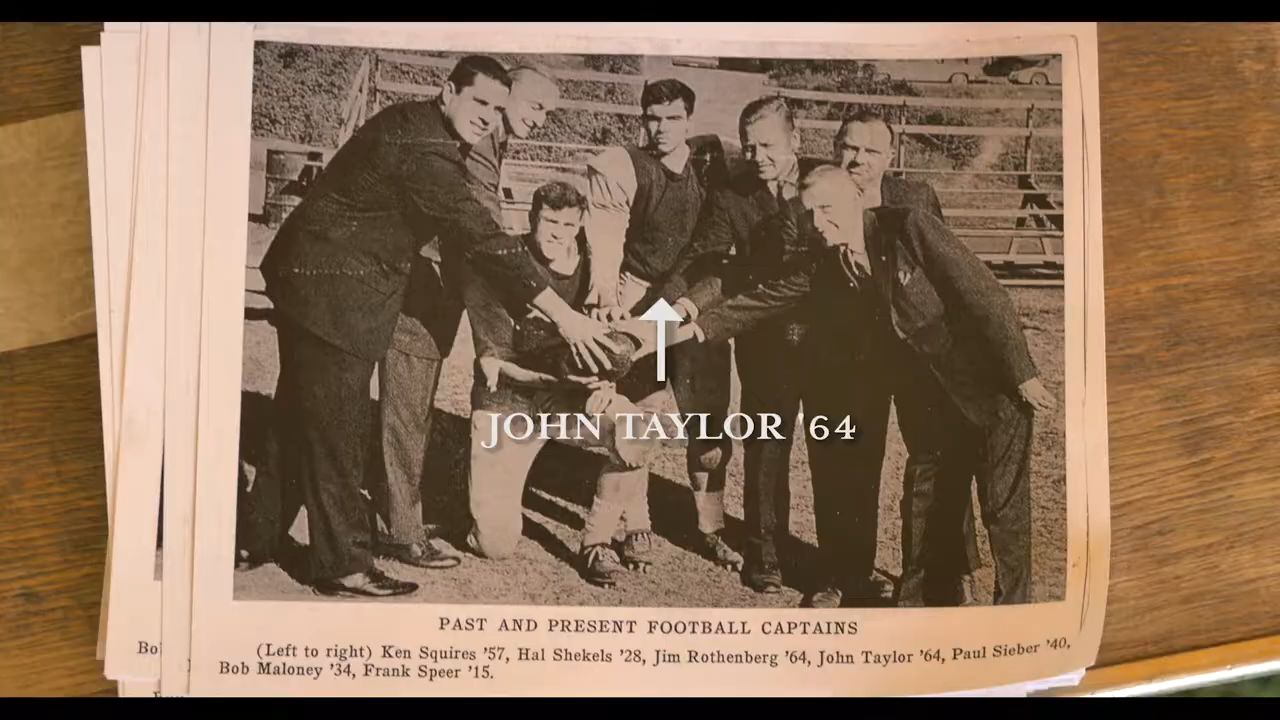 JOHN TAYLOR '64
PAST AND PRESENT FOOTBALL CAPTAINS
(Left to right) Ken Squires '57, Hal Shekels '28, Jim Rothenberg '64, John Taylor '64, Paul Sieber '40,
Bob Maloney '34, Frank Speer '15.
Bo